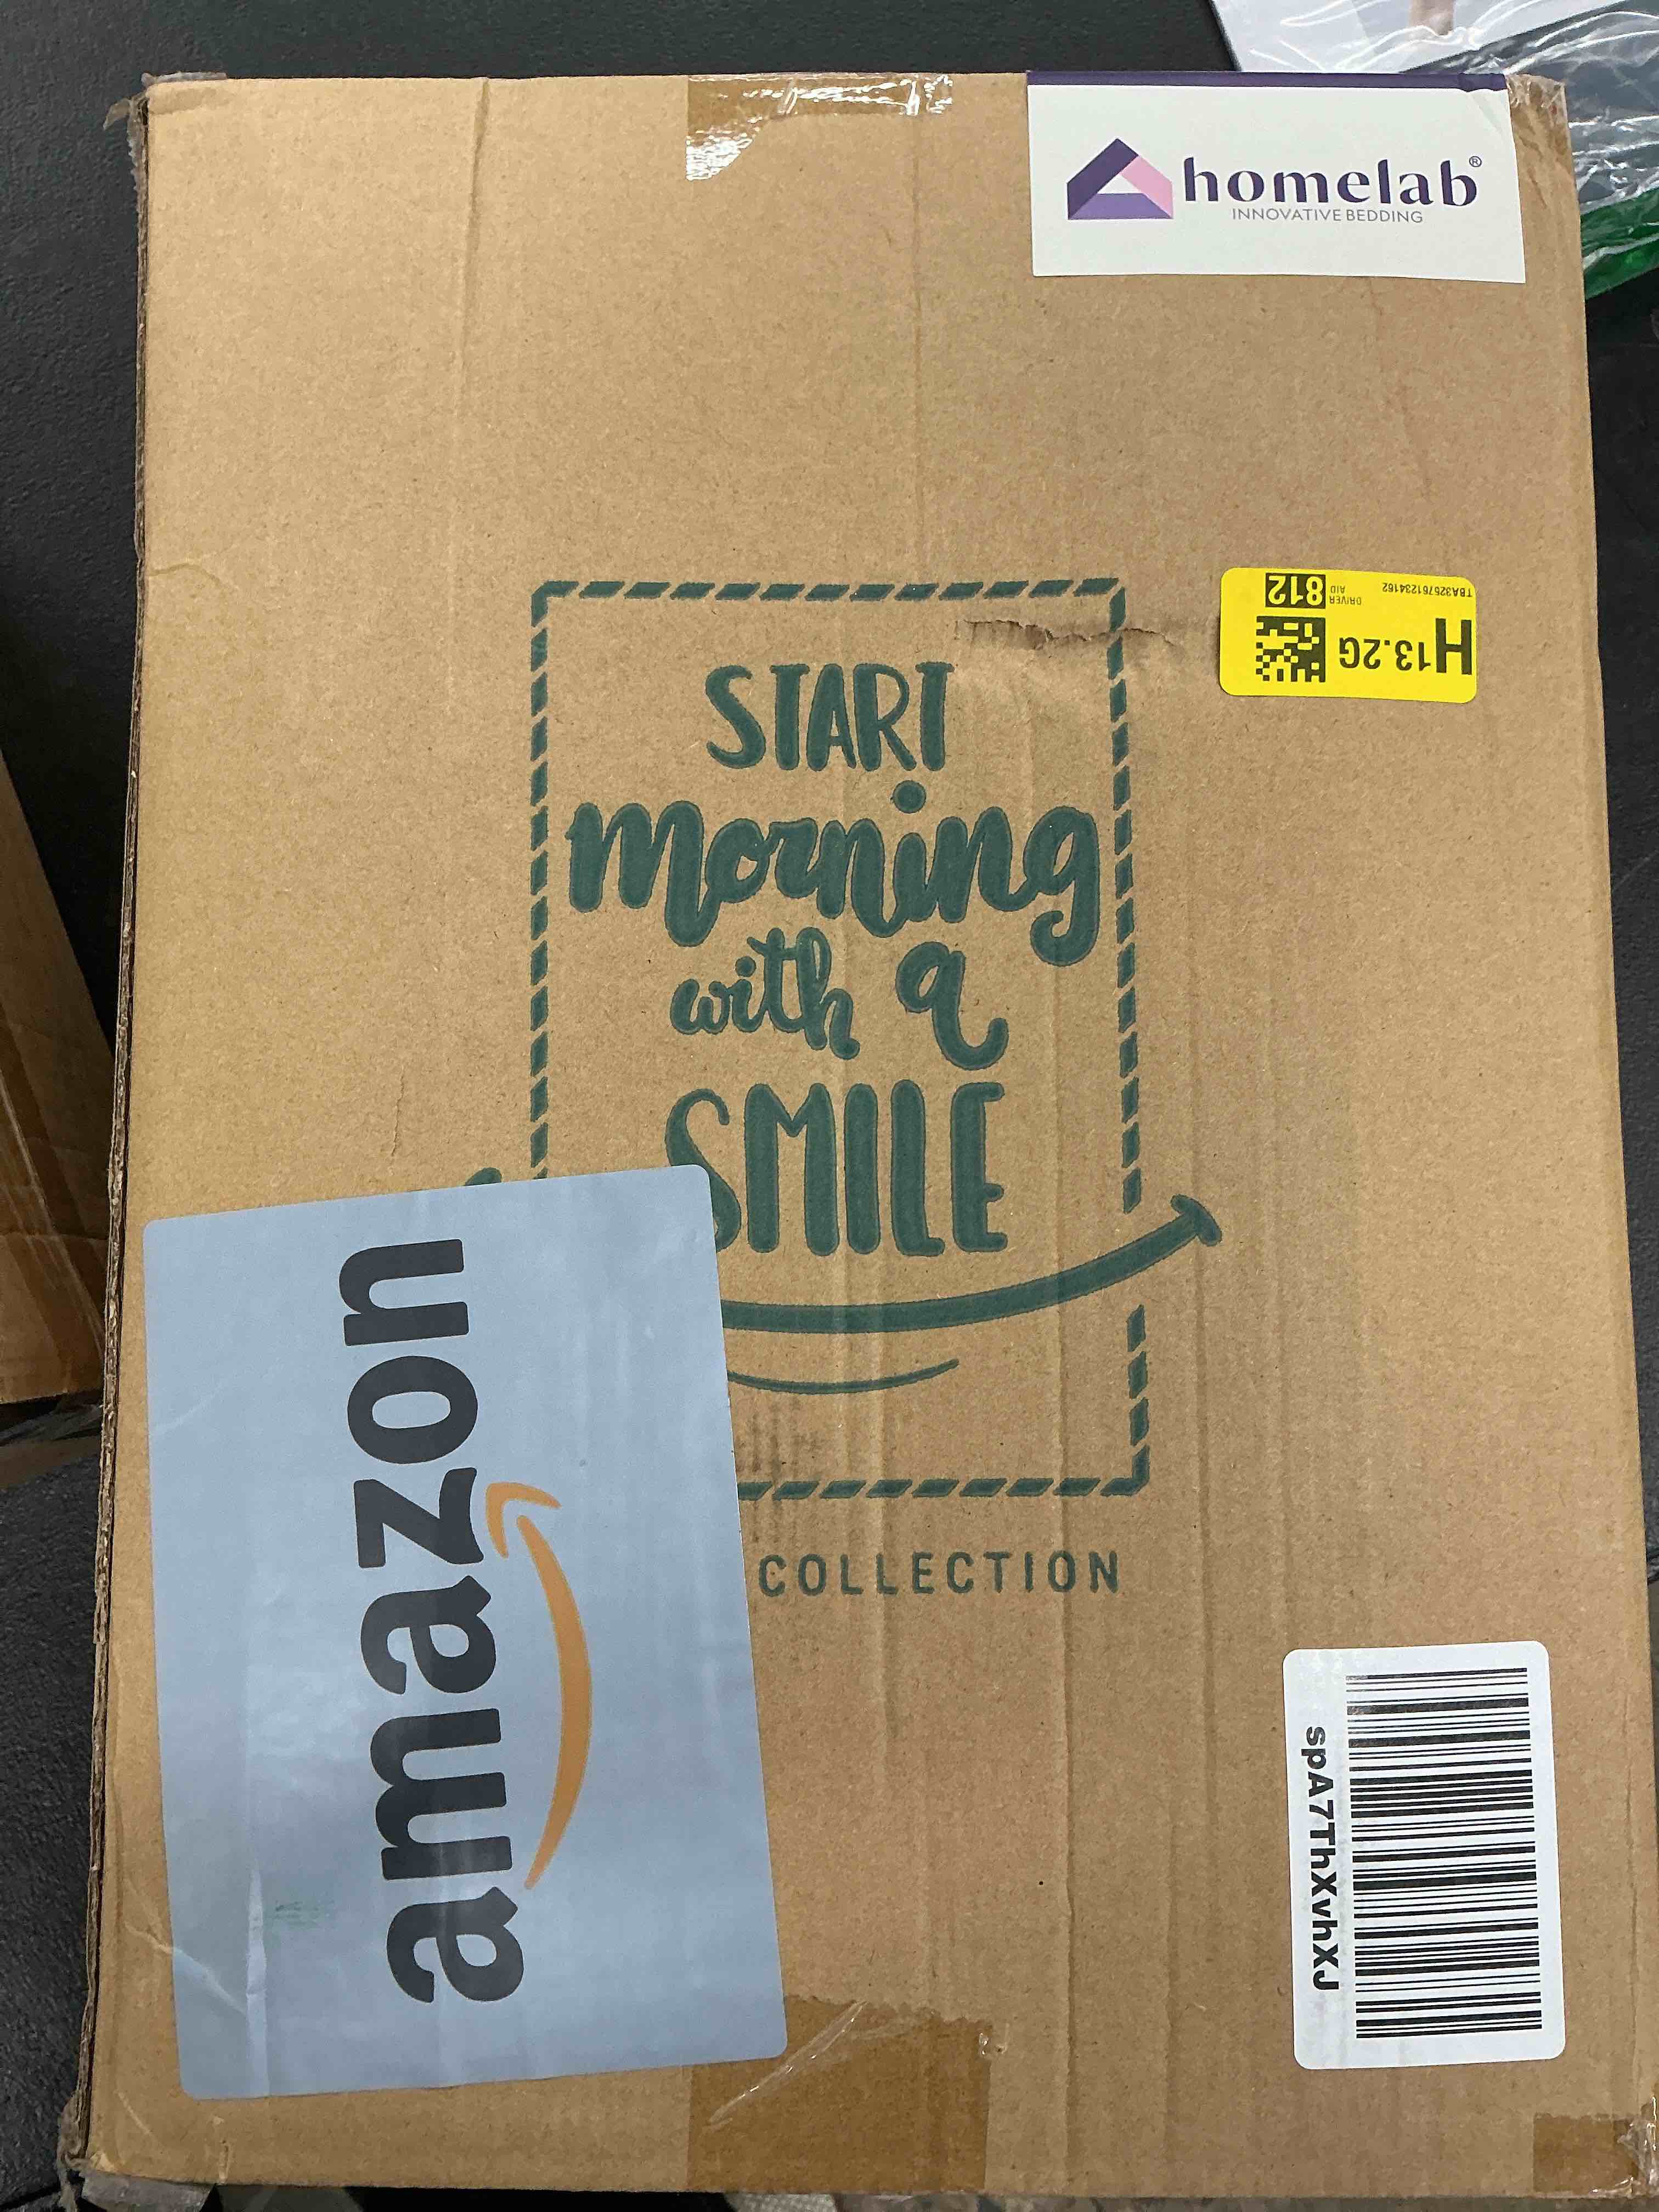 homelab®
INNOVATIVE BEDDING
H13.2G
DRIVER
AID
812
TBA325761234162
START
morning
with a
SMILE
COLLECTION
amazon
spA7ThXvhXJ